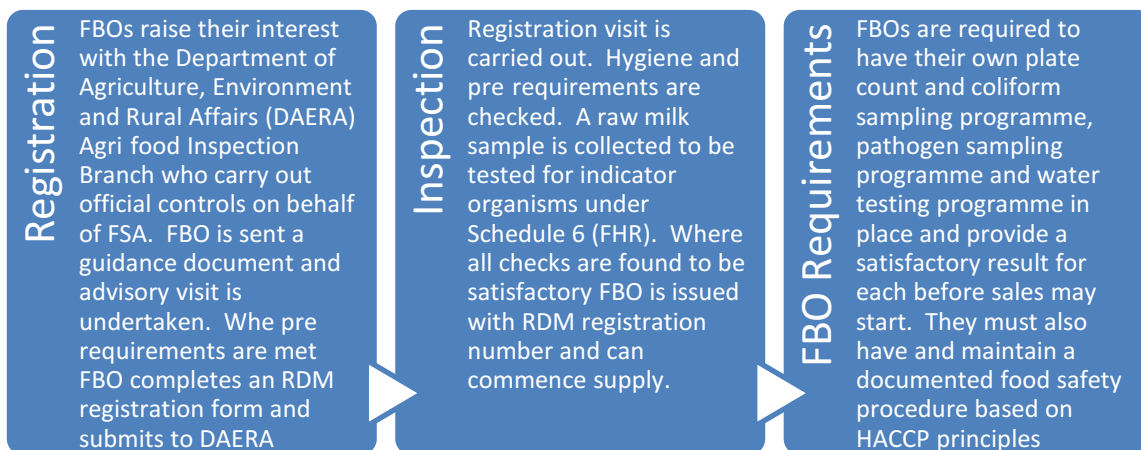 Registration
FBOs raise their interest
with the Department of
Agriculture, Environment
and Rural Affairs (DAERA)
Agri food Inspection
Branch who carry out
official controls on behalf
of FSA.  FBO is sent a
guidance document and
advisory visit is
undertaken.  Whe pre
requirements are met
FBO completes an RDM
registration form and
submits to DAERA
Inspection
Registration visit is
carried out.  Hygiene and
pre requirements are
checked.  A raw milk
sample is collected to be
tested for indicator
organisms under
Schedule 6 (FHR).  Where
all checks are found to be
satisfactory FBO is issued
with RDM registration
number and can
commence supply.
FBO Requirements
FBOs are required to
have their own plate
count and coliform
sampling programme,
pathogen sampling
programme and water
testing programme in
place and provide a
satisfactory result for
each before sales may
start.  They must also
have and maintain a
documented food safety
procedure based on
HACCP principles